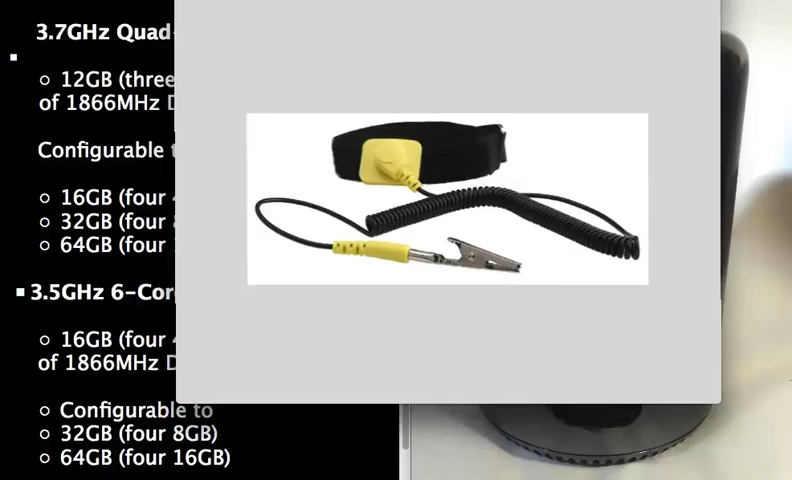 3.7GHz Quad
12GB (three
of 1866MHz D
Configurable
16GB (four
32GB (four
64GB (four
3.5GHz 6-Cor
16GB (four
of 1866MHz D
Configurable to
32GB (four 8GB)
64GB (four 16GB)